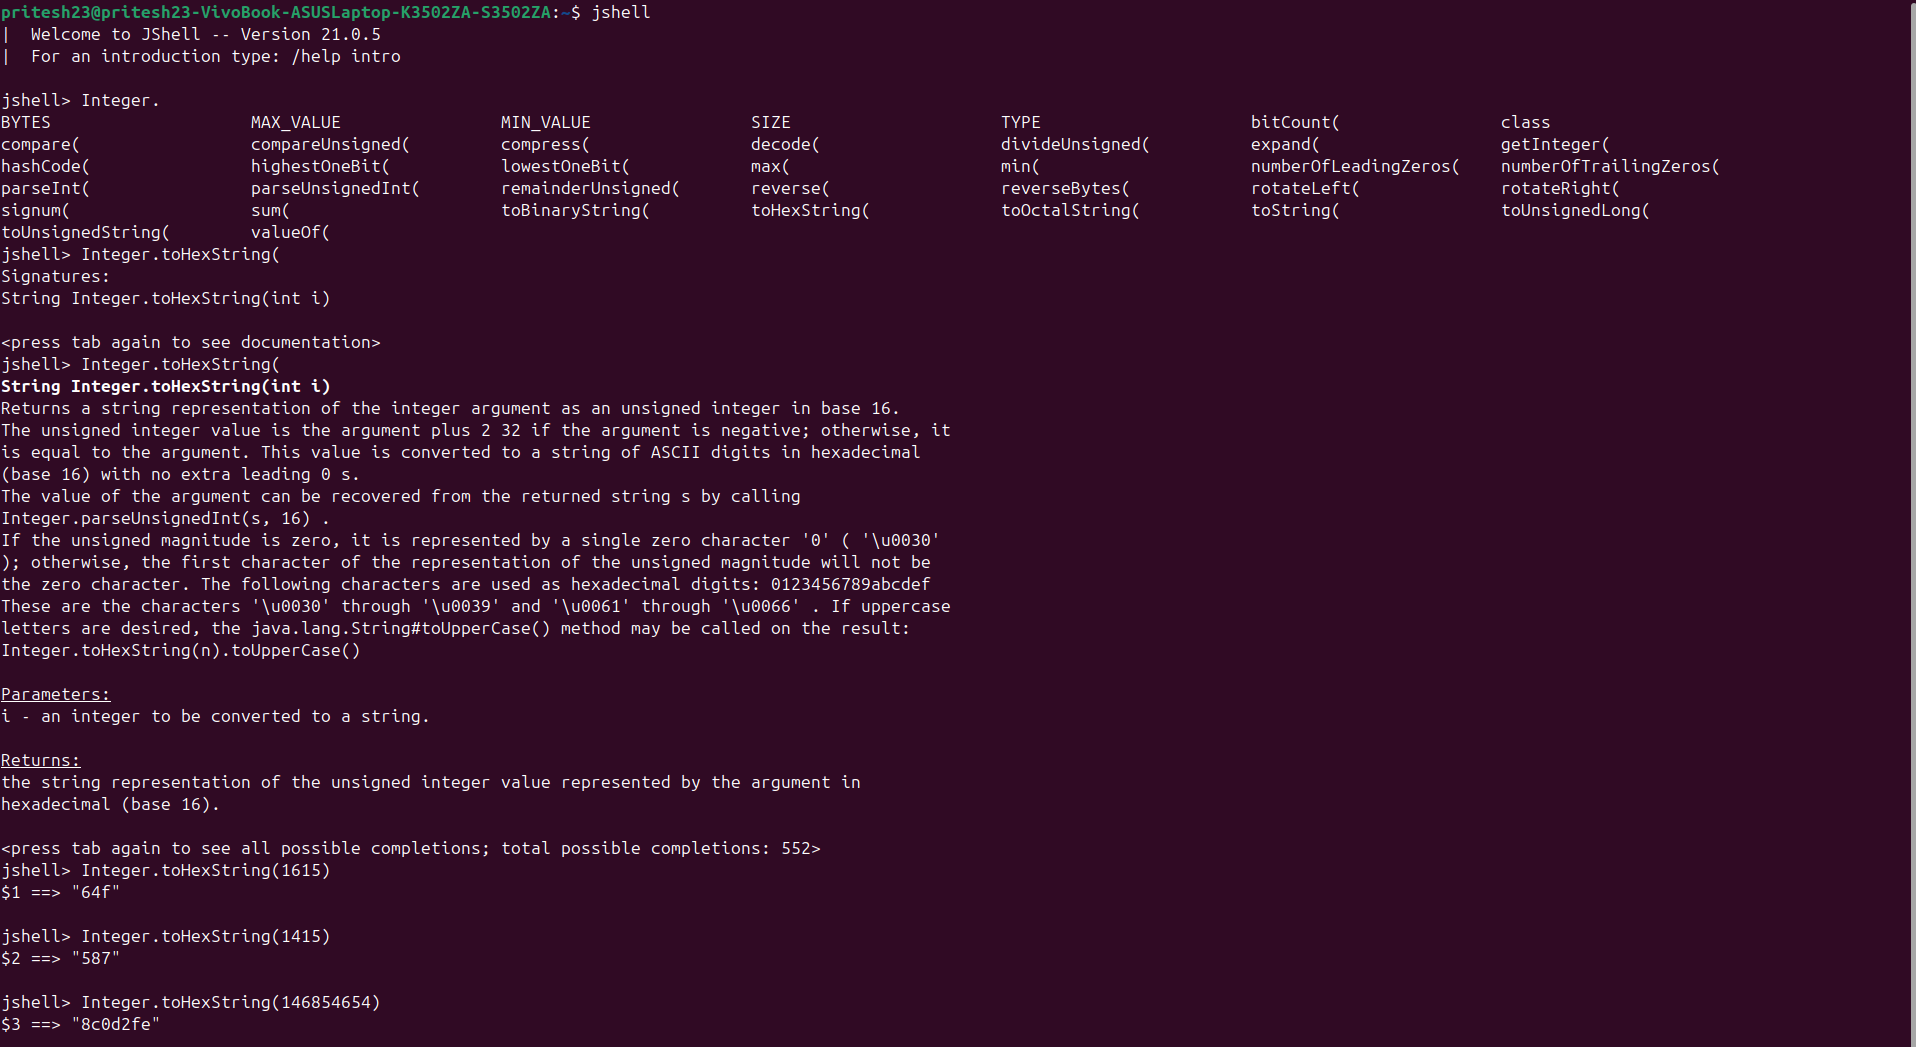 pritesh23@pritesh23-VivoBook-ASUSLaptop-K3502ZA-S3502ZA:~$ jshell
|  Welcome to JShell -- Version 21.0.5
|  For an introduction type: /help intro

jshell> Integer.
BYTES                    MAX_VALUE                MIN_VALUE                SIZE                     TYPE                     bitCount(                class
compare(                 compareUnsigned(         compress(                decode(                  divideUnsigned(          expand(                  getInteger(
hashCode(                highestOneBit(           lowestOneBit(            max(                     min(                     numberOfLeadingZeros(    numberOfTrailingZeros(
parseInt(                parseUnsignedInt(        remainderUnsigned(       reverse(                 reverseBytes(            rotateLeft(              rotateRight(
signum(                  sum(                     toBinaryString(          toHexString(             toOctalString(           toString(                toUnsignedLong(
toUnsignedString(        valueOf(
jshell> Integer.toHexString(
Signatures:
String Integer.toHexString(int i)

<press tab again to see documentation>
jshell> Integer.toHexString(
String Integer.toHexString(int i)
Returns a string representation of the integer argument as an unsigned integer in base 16.
The unsigned integer value is the argument plus 2 32 if the argument is negative; otherwise, it
is equal to the argument. This value is converted to a string of ASCII digits in hexadecimal
(base 16) with no extra leading 0 s.
The value of the argument can be recovered from the returned string s by calling
Integer.parseUnsignedInt(s, 16) .
If the unsigned magnitude is zero, it is represented by a single zero character '0' ( '\u0030'
); otherwise, the first character of the representation of the unsigned magnitude will not be
the zero character. The following characters are used as hexadecimal digits: 0123456789abcdef
These are the characters '\u0030' through '\u0039' and '\u0061' through '\u0066' . If uppercase
letters are desired, the java.lang.String#toUpperCase() method may be called on the result:
Integer.toHexString(n).toUpperCase()

Parameters:
i - an integer to be converted to a string.

Returns:
the string representation of the unsigned integer value represented by the argument in
hexadecimal (base 16).

<press tab again to see all possible completions; total possible completions: 552>
jshell> Integer.toHexString(1615)
$1 ==> "64f"

jshell> Integer.toHexString(1415)
$2 ==> "587"

jshell> Integer.toHexString(146854654)
$3 ==> "8c0d2fe"